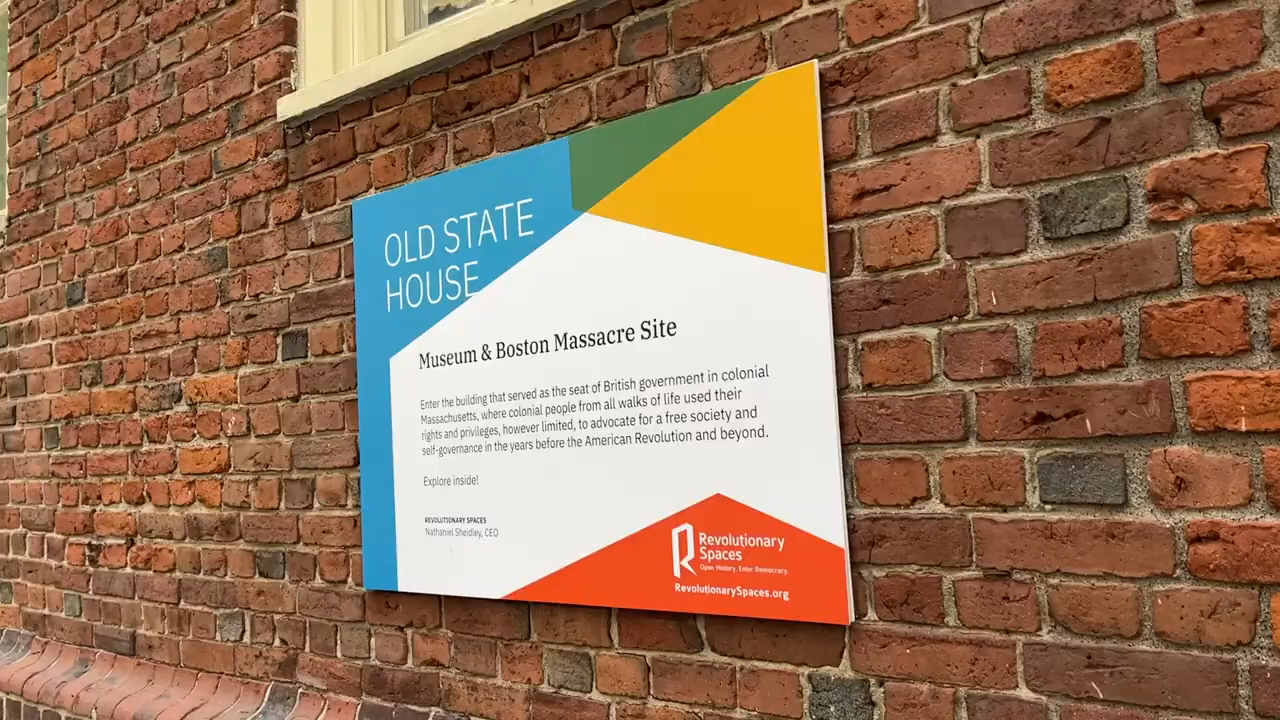 OLD STATE
HOUSE
Museum & Boston Massacre Site
Enter the building that served as the seat of British government in colonial
Massachusetts, where colonial people from all walks of life used their
rights and privileges, however limited, to advocate for a free society and
self-governance in the years before the American Revolution and beyond.
Explore inside!
REVOLUTIONARY SPACES
Nathaniel Sheidley, CEO
Revolutionary
Spaces
Open History. Enter Democracy.
RevolutionarySpaces.org